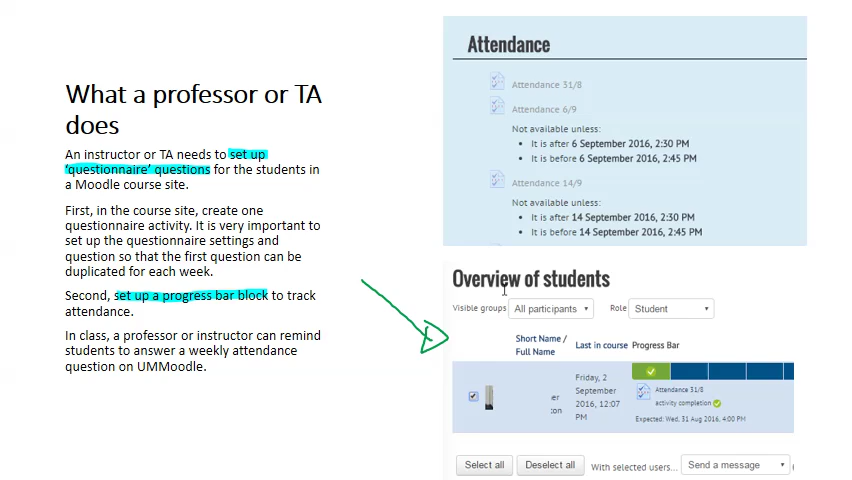 What a professor or TA
does
An instructor or TA needs to set up
‘questionnaire’ questions for the students in
a Moodle course site.
First, in the course site, create one
questionnaire activity. It is very important to
set up the questionnaire settings and
question so that the first question can be
duplicated for each week.
Second, set up a progress bar block to track
attendance.
In class, a professor or instructor can remind
students to answer a weekly attendance
question on UMMoodle.
Attendance
Attendance 31/8
Attendance 6/9
Not available unless:
• It is after 6 September 2016, 2:30 PM
• It is before 6 September 2016, 2:45 PM
Attendance 14/9
Not available unless:
• It is after 14 September 2016, 2:30 PM
• It is before 14 September 2016, 2:45 PM
Overview of students
Visible groups All participants Role Student
Short Name /
Full Name
Last in course Progress Bar
Friday, 2
September
2016, 12:07
PM
Attendance 31/8
activity completion
Expected: Wed, 31 Aug 2016, 4:00 PM
Select all Deselect all With selected users... Send a message